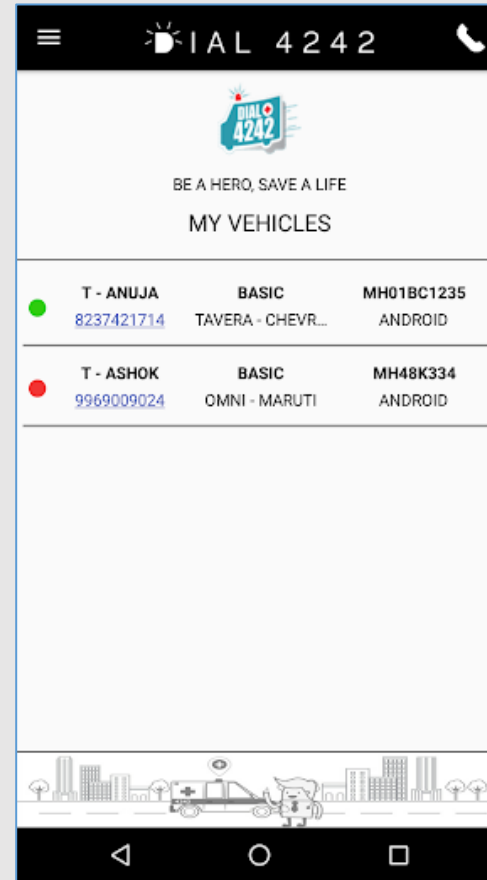 DIAL 4242
DIAL
4242
BE A HERO, SAVE A LIFE
MY VEHICLES
T - ANUJA BASIC MH01BC1235
8237421714 TAVERA - CHEVR... ANDROID
T - ASHOK BASIC MH48K334
9969009024 OMNI - MARUTI ANDROID